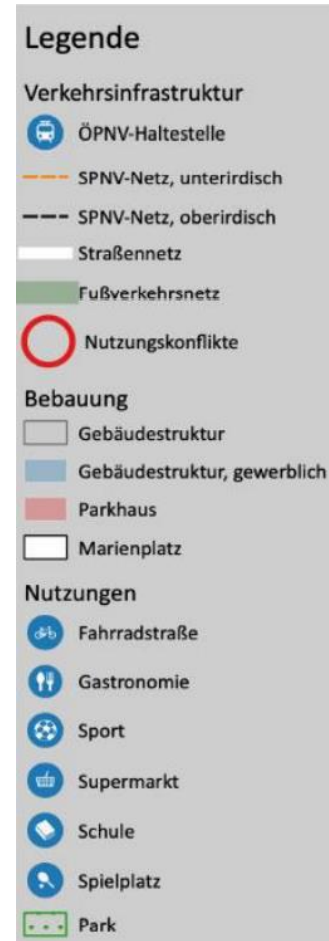 Legende
Verkehrsinfrastruktur
ÖPNV-Haltestelle
SPNV-Netz, unterirdisch
SPNV-Netz, oberirdisch
Straßennetz
Fußverkehrsnetz
Nutzungskonflikte
Bebauung
Gebäudestruktur
Gebäudestruktur, gewerblich
Parkhaus
Marienplatz
Nutzungen
Fahrradstraße
Gastronomie
Sport
Supermarkt
Schule
Spielplatz
Park